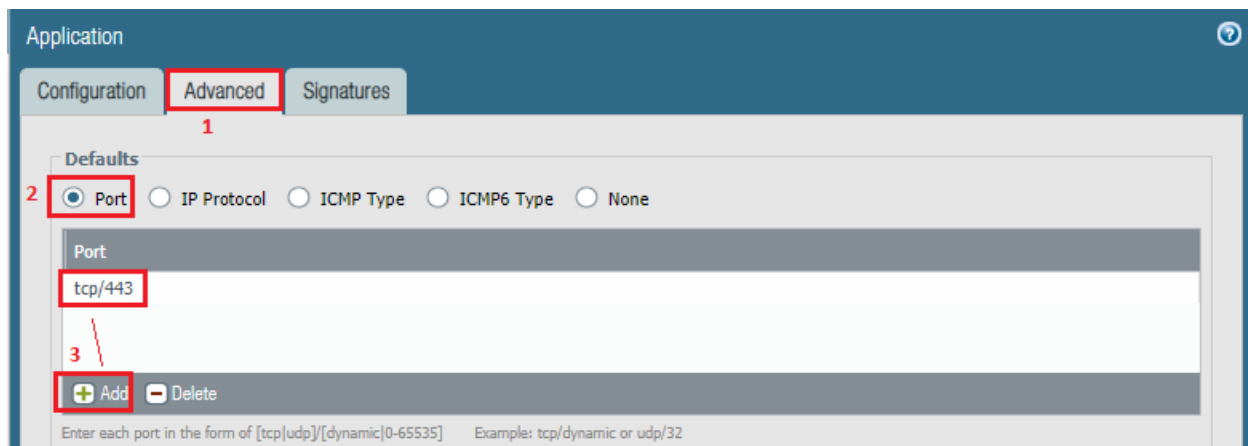 Application
Configuration Advanced Signatures
1
Defaults
2 Port IP Protocol ICMP Type ICMP6 Type None
Port
tcp/443
3
Add Delete
Enter each port in the form of [tcp|udp]/[dynamic|0-65535] Example: tcp/dynamic or udp/32